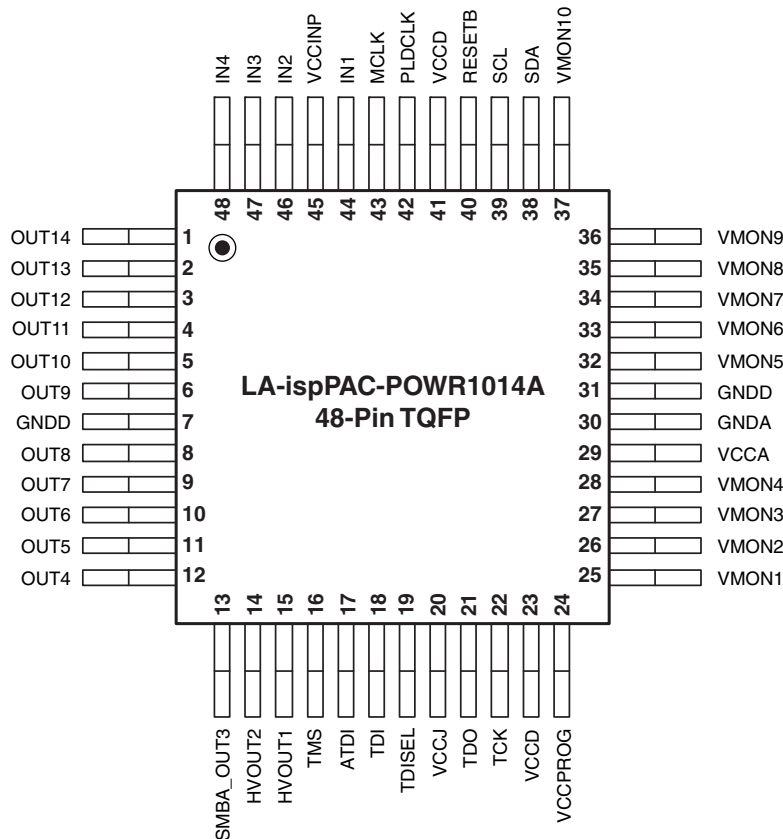 IN4
IN3
IN2
VCCINP
IN1
MCLK
PLDCLK
VCCD
RESETB
SCL
SDA
VMON10
48
47
46
45
44
43
42
41
40
39
38
37
OUT14 1
OUT13 2
OUT12 3
OUT11 4
OUT10 5
OUT9 6
GNDD 7
OUT8 8
OUT7 9
OUT6 10
OUT5 11
OUT4 12
LA-ispPAC-POWR1014A
48-Pin TQFP
36 VMON9
35 VMON8
34 VMON7
33 VMON6
32 VMON5
31 GNDD
30 GNDA
29 VCCA
28 VMON4
27 VMON3
26 VMON2
25 VMON1
13
14
15
16
17
18
19
20
21
22
23
24
SMBA_OUT3
HVOUT2
HVOUT1
TMS
ATDI
TDI
TDISEL
VCCJ
TDO
TCK
VCCD
VCCPROG